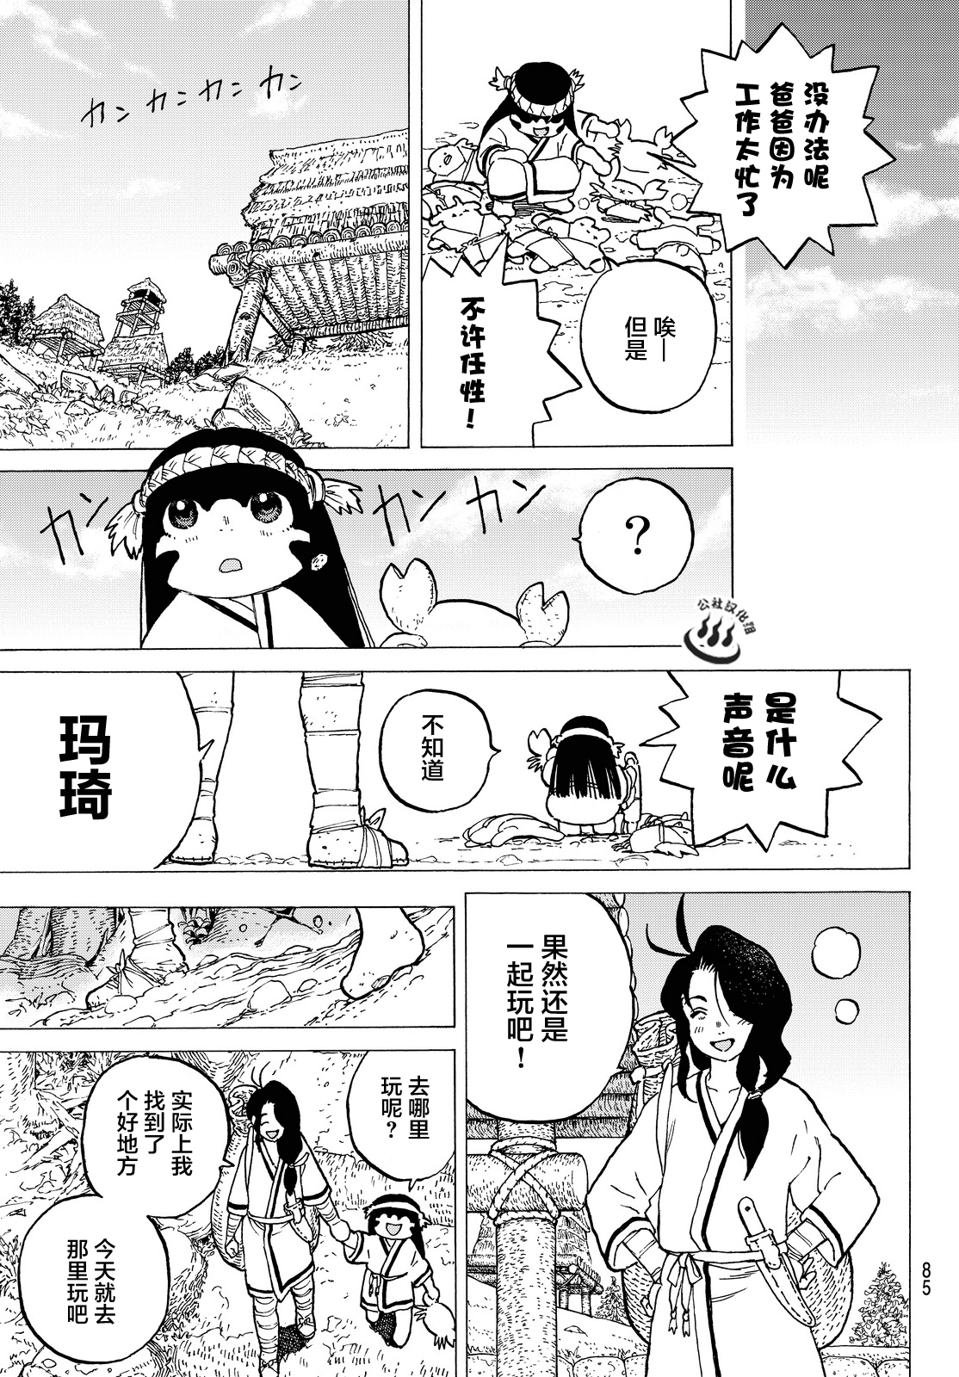 没办法呢
爸爸因为
工作太忙了
唉—
但是
不许任性！
カン カン カン カン
？
カン カン
カン
公社汉化组
是什么
声音呢
不知道
玛琦
果然还是
一起玩吧！
去哪里
玩呢？
实际上我
找到了
个好地方
今天就去
那里玩吧
85